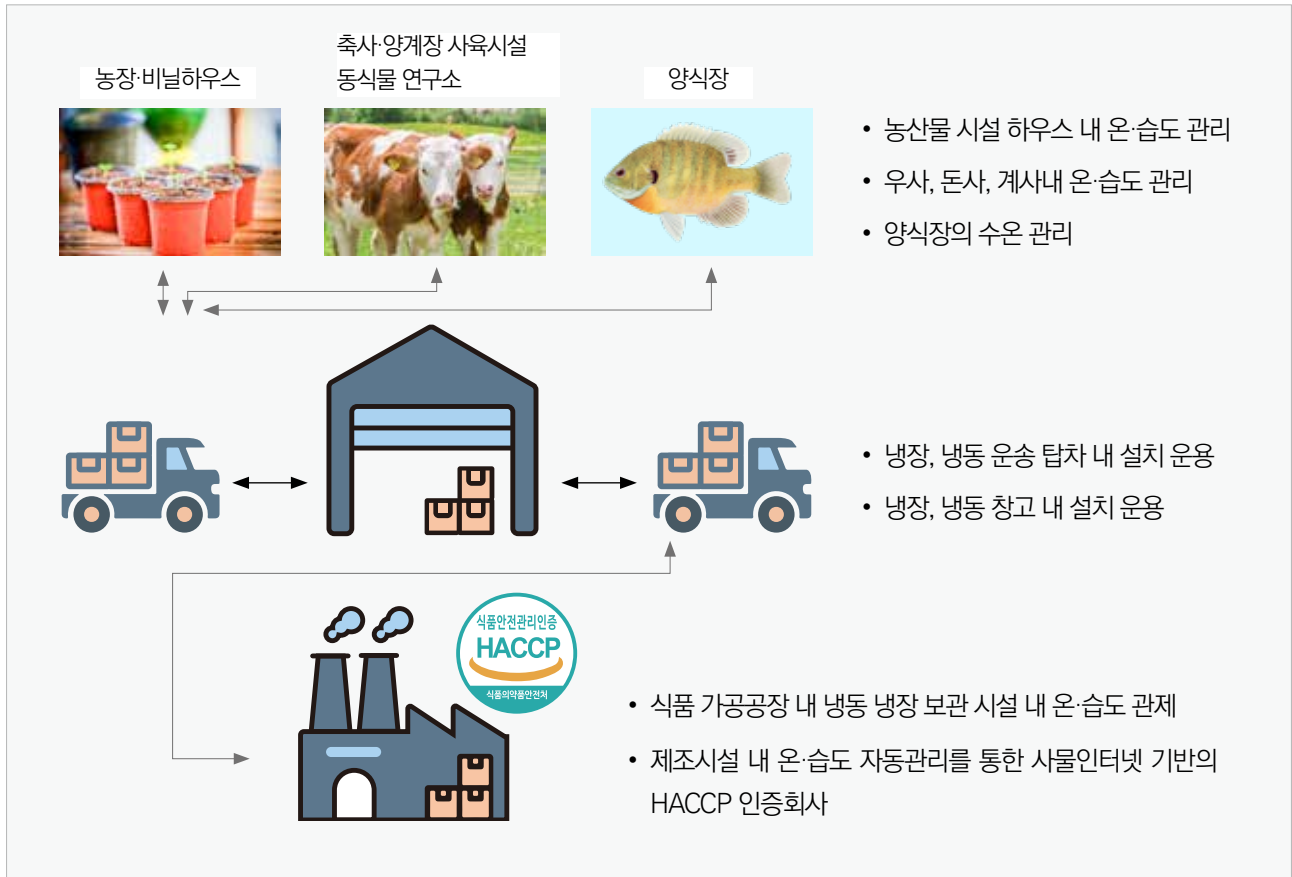 농장·비닐하우스
축사·양계장 사육시설
동식물 연구소
양식장
• 농산물 시설 하우스 내 온·습도 관리
• 우사, 돈사, 계사내 온·습도 관리
• 양식장의 수온 관리
• 냉장, 냉동 운송 탑차 내 설치 운용
• 냉장, 냉동 창고 내 설치 운용
식품안전관리인증
HACCP
식품의약품안전처
• 식품 가공공장 내 냉동 냉장 보관 시설 내 온·습도 관제
• 제조시설 내 온·습도 자동관리를 통한 사물인터넷 기반의
HACCP 인증회사